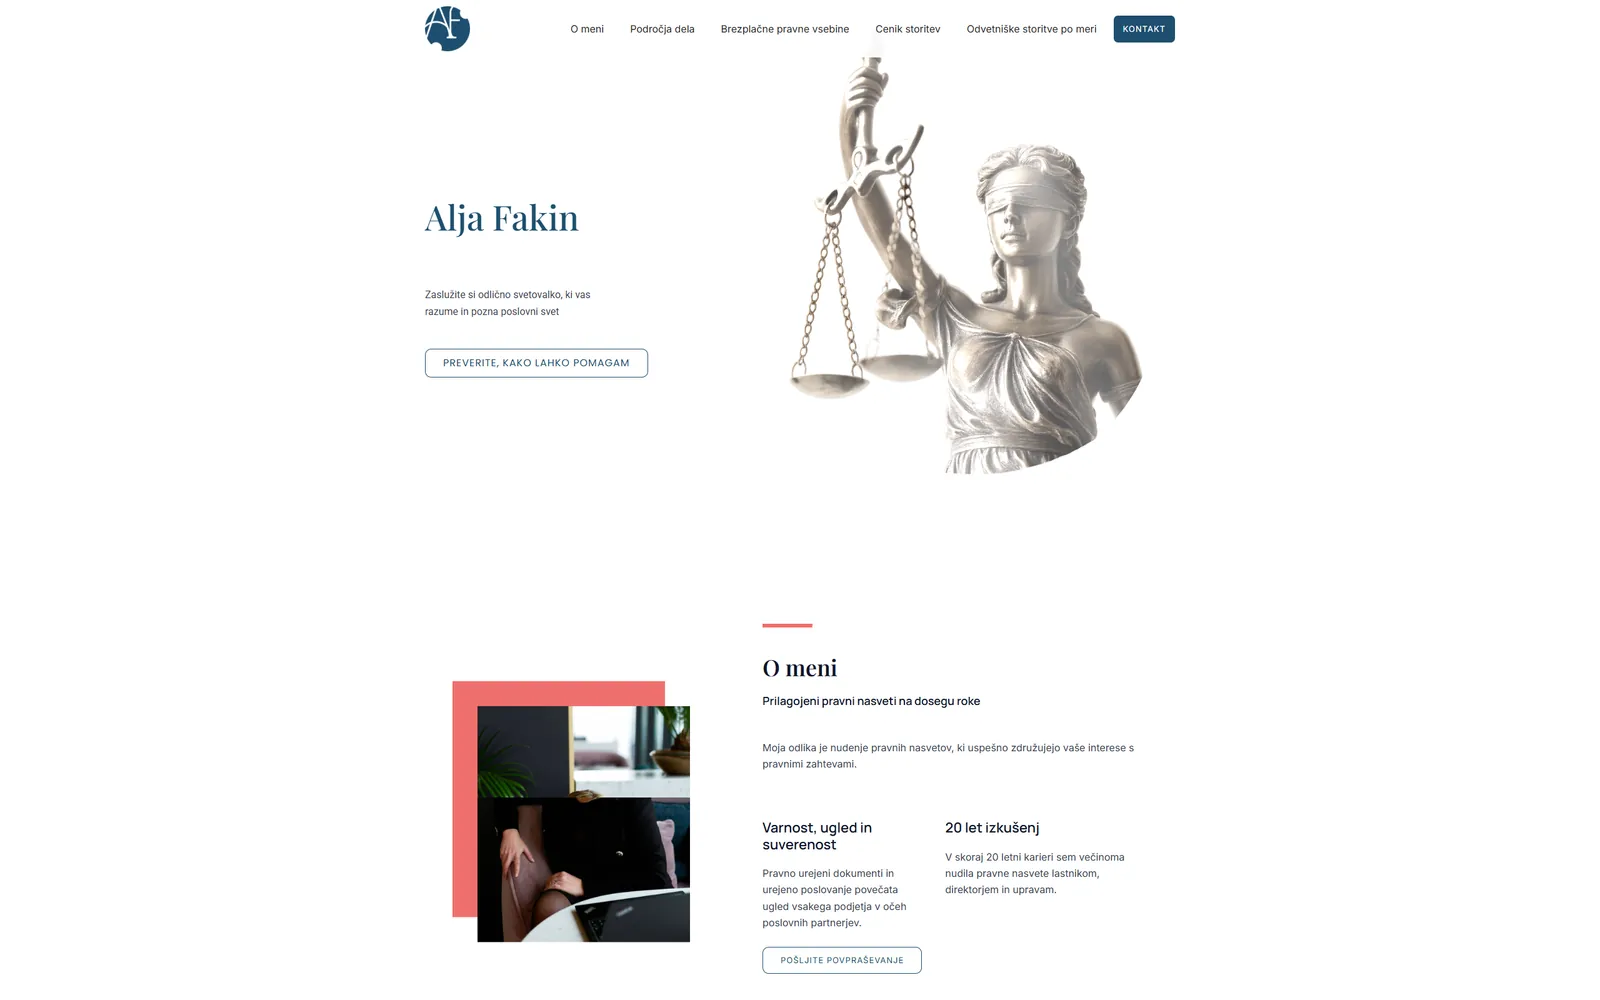 AF
O meni
Področja dela
Brezplačne pravne vsebine
Cenik storitev
Odvetniške storitve po meri
KONTAKT
Alja Fakin
Zaslužite si odlično svetovalko, ki vas
razume in pozna poslovni svet
PREVERITE, KAKO LAHKO POMAGAM
O meni
Prilagojeni pravni nasveti na dosegu roke
Moja odlika je nudenje pravnih nasvetov, ki uspešno združujejo vaše interese s
pravnimi zahtevami.
Varnost, ugled in
suverenost
Pravno urejeni dokumenti in
urejeno poslovanje povečata
ugled vsakega podjetja v očeh
poslovnih partnerjev.
20 let izkušenj
V skoraj 20 letni karieri sem večinoma
nudila pravne nasvete lastnikom,
direktorjem in upravam.
POŠLJITE POVPRAŠEVANJE